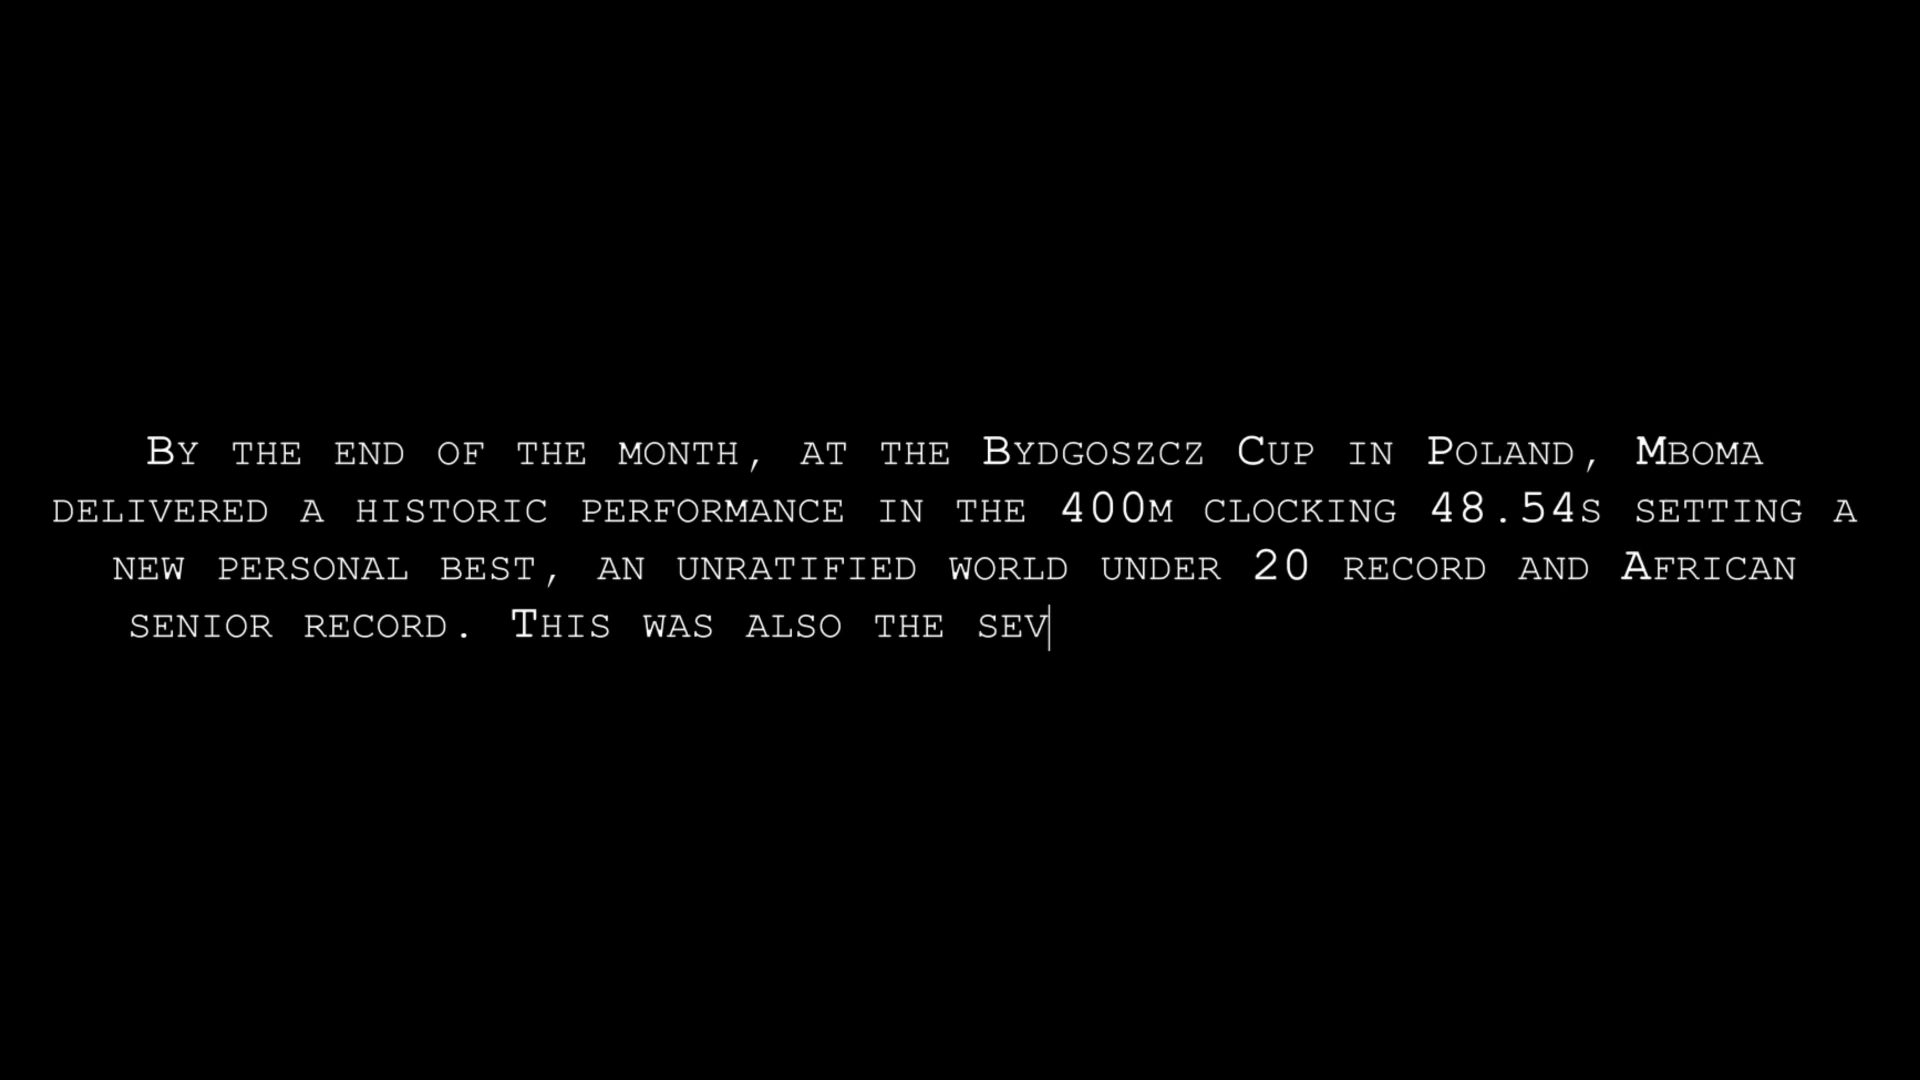 By the end of the month, at the Bydgoszcz Cup in Poland, Mboma
delivered a historic performance in the 400m clocking 48.54s setting a
new personal best, an unratified world under 20 record and African
senior record. This was also the sev